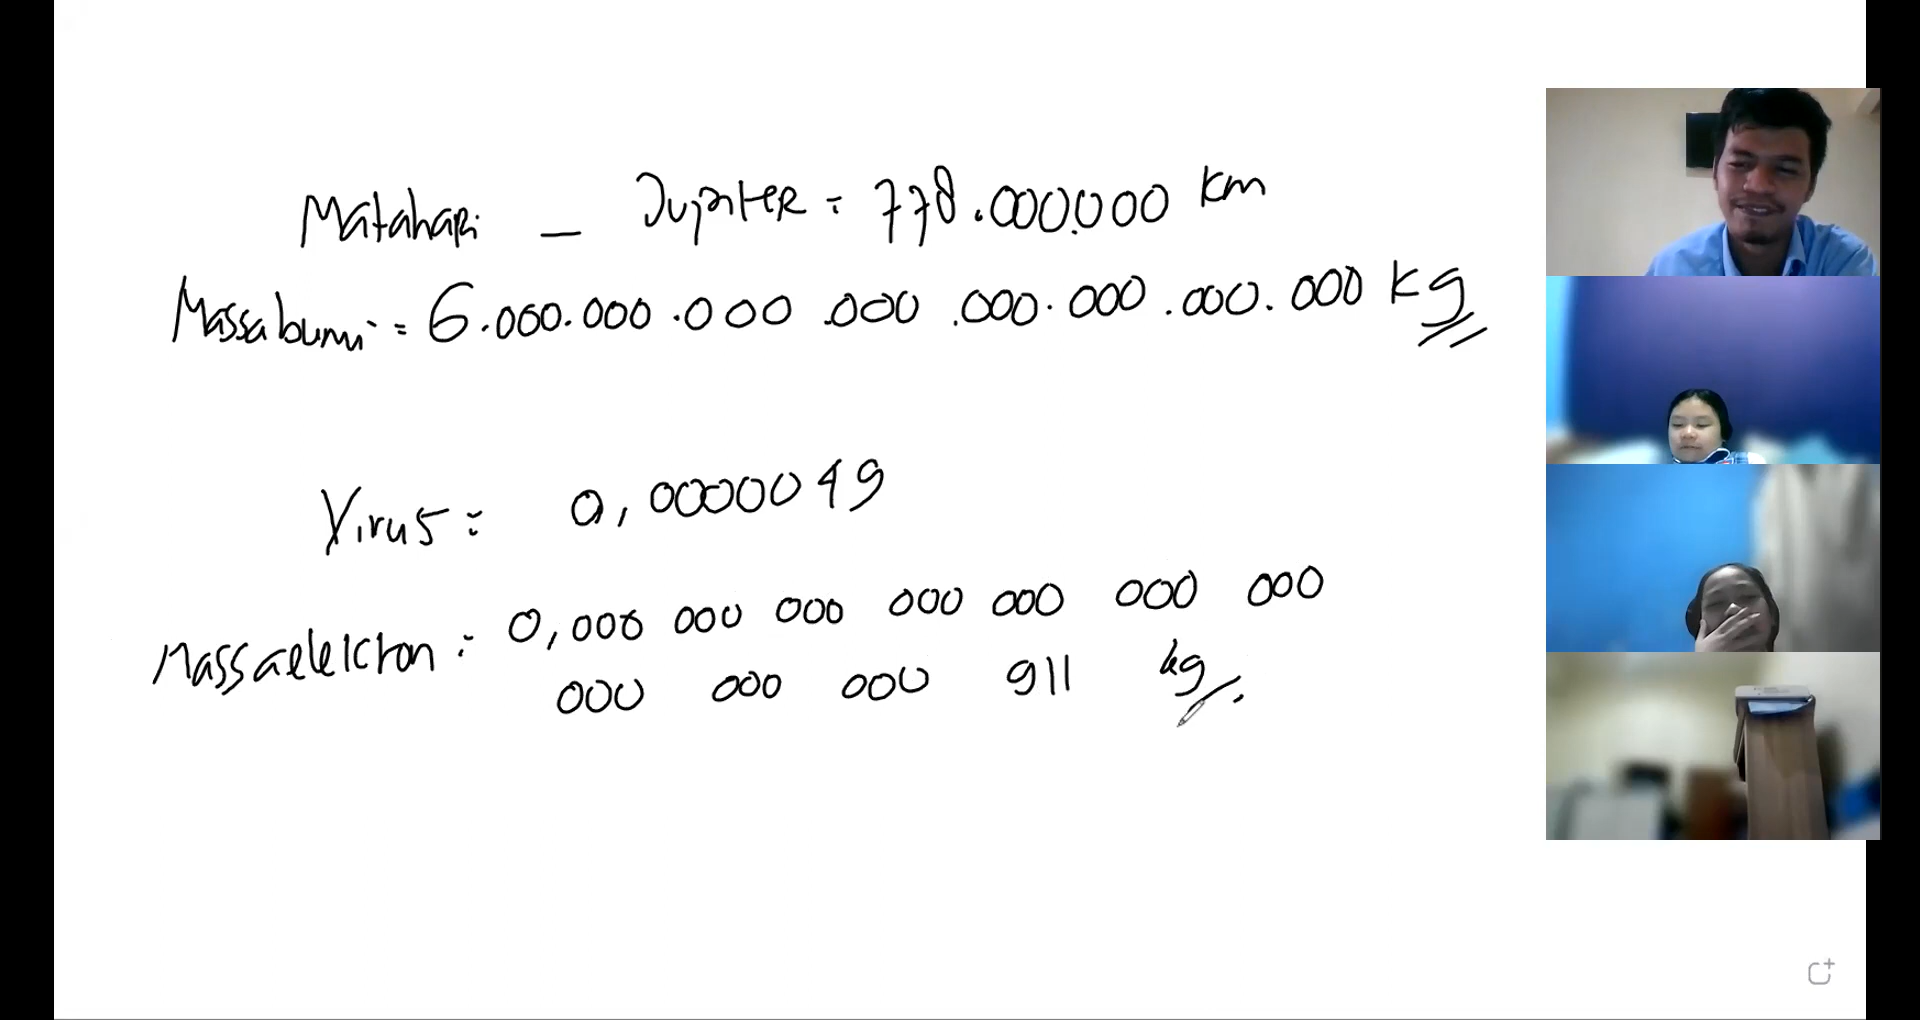 Matahari - Jupiter = 778.000.000 km
Massa bumi = 6.000.000.000.000.000.000.000.000 kg
Virus = 0,00000049
Massa elektron = 0,000 000 000 000 000 000 000
000 000 000 911 kg.